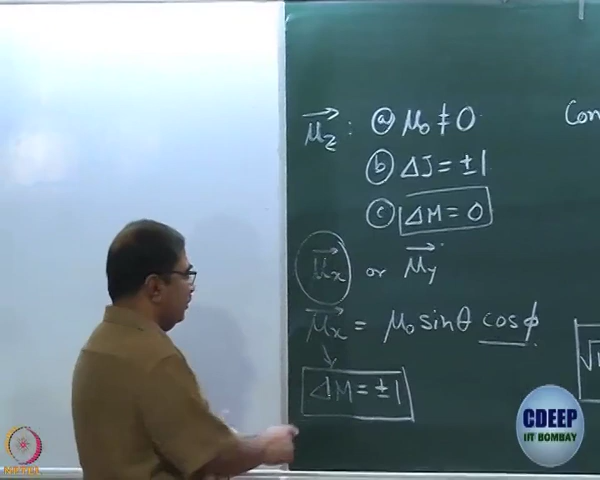 μz : ⓐ μ₀ ≠ 0
ⓑ ΔJ = ±1
ⓒ ΔM = 0
μx or μy
μx = μ₀ sinθ cosϕ
ΔM = ±1
CDEEP
IIT BOMBAY
NPTEL